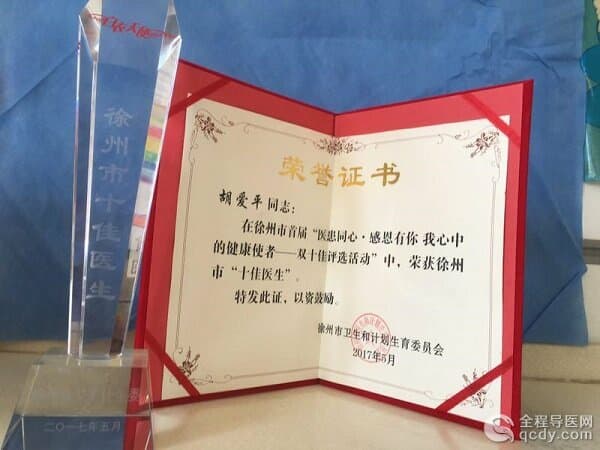 徐州市十佳医生
二〇一七年五月
荣誉证书
胡爱平同志：
在徐州市首届“医患同心·感恩有你 我心中
的健康使者——双十佳评选活动”中，荣获徐州
市“十佳医生”。
特发此证，以资鼓励。
徐州市卫生和计划生育委员会
2017年5月
全程导医网
qcdy.com